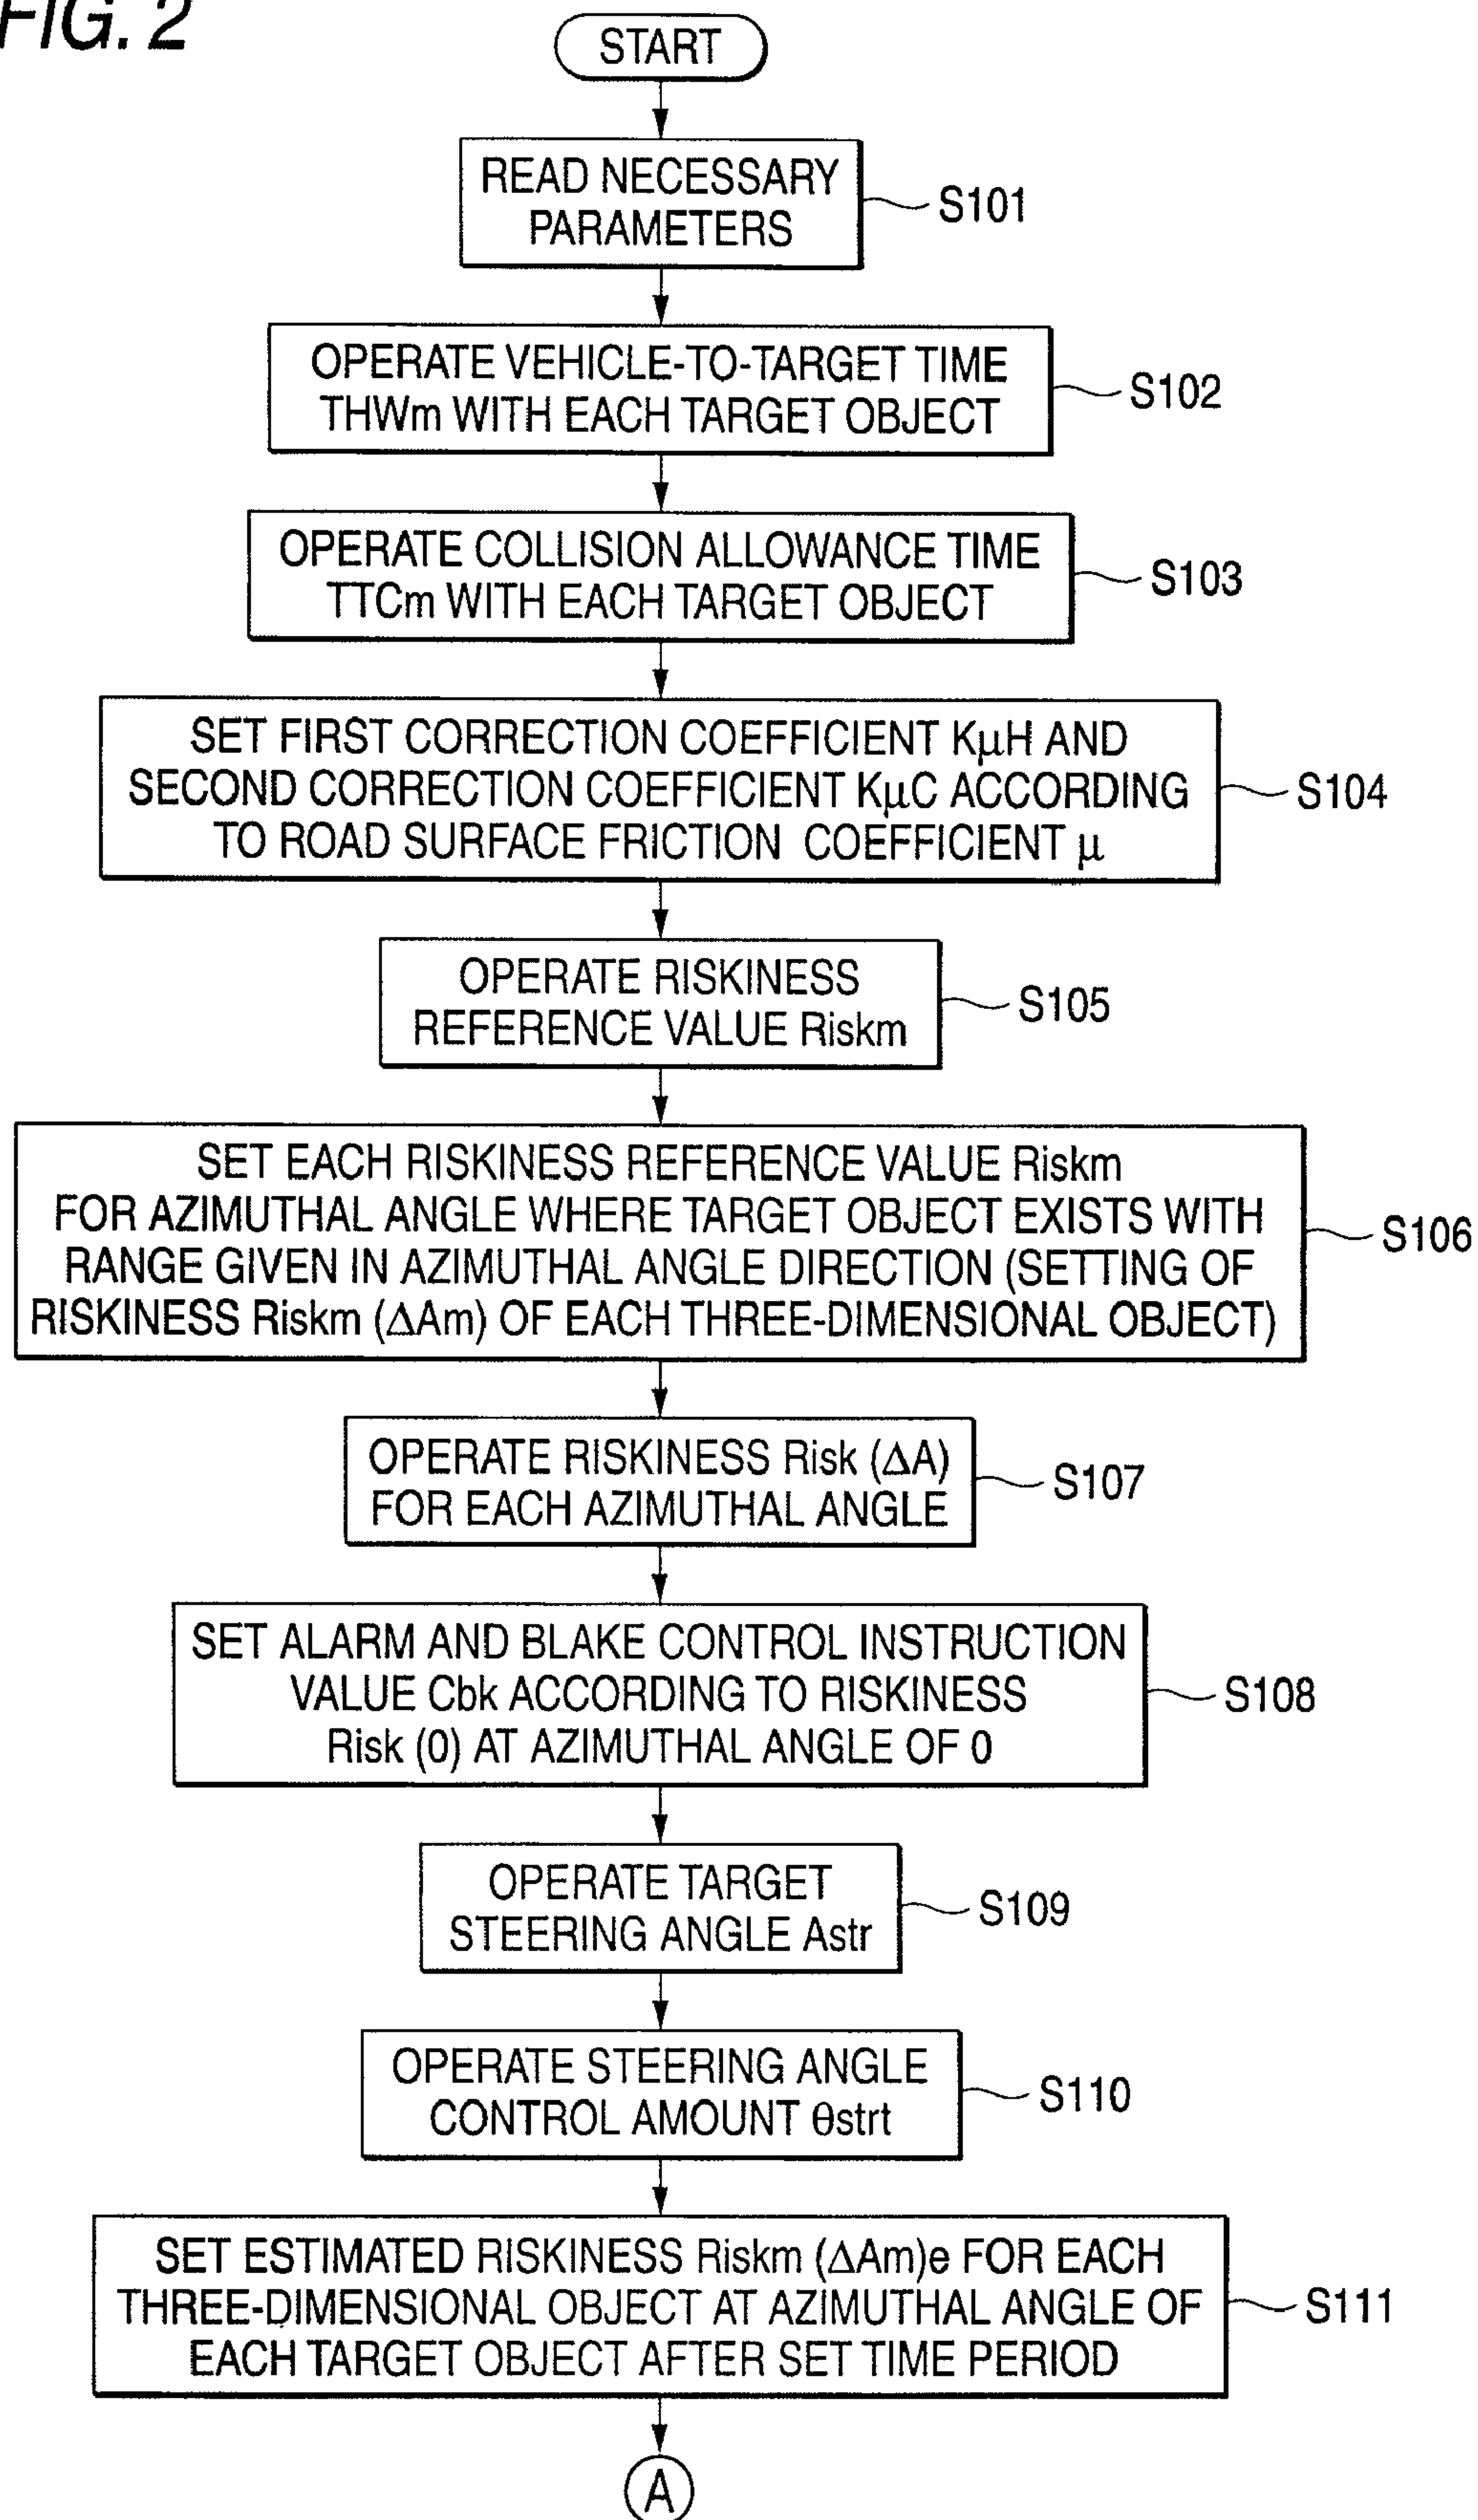 FIG. 2
START
READ NECESSARY
PARAMETERS
S101
OPERATE VEHICLE-TO-TARGET TIME
THWm WITH EACH TARGET OBJECT
S102
OPERATE COLLISION ALLOWANCE TIME
TTCm WITH EACH TARGET OBJECT
S103
SET FIRST CORRECTION COEFFICIENT KμH AND
SECOND CORRECTION COEFFICIENT KμC ACCORDING
TO ROAD SURFACE FRICTION COEFFICIENT μ
S104
OPERATE RISKINESS
REFERENCE VALUE Riskm
S105
SET EACH RISKINESS REFERENCE VALUE Riskm
FOR AZIMUTHAL ANGLE WHERE TARGET OBJECT EXISTS WITH
RANGE GIVEN IN AZIMUTHAL ANGLE DIRECTION (SETTING OF
RISKINESS Riskm (ΔAm) OF EACH THREE-DIMENSIONAL OBJECT)
S106
OPERATE RISKINESS Risk (ΔA)
FOR EACH AZIMUTHAL ANGLE
S107
SET ALARM AND BLAKE CONTROL INSTRUCTION
VALUE Cbk ACCORDING TO RISKINESS
Risk (0) AT AZIMUTHAL ANGLE OF 0
S108
OPERATE TARGET
STEERING ANGLE Astr
S109
OPERATE STEERING ANGLE
CONTROL AMOUNT θstrt
S110
SET ESTIMATED RISKINESS Riskm (ΔAm)e FOR EACH
THREE-DIMENSIONAL OBJECT AT AZIMUTHAL ANGLE OF
EACH TARGET OBJECT AFTER SET TIME PERIOD
S111
A